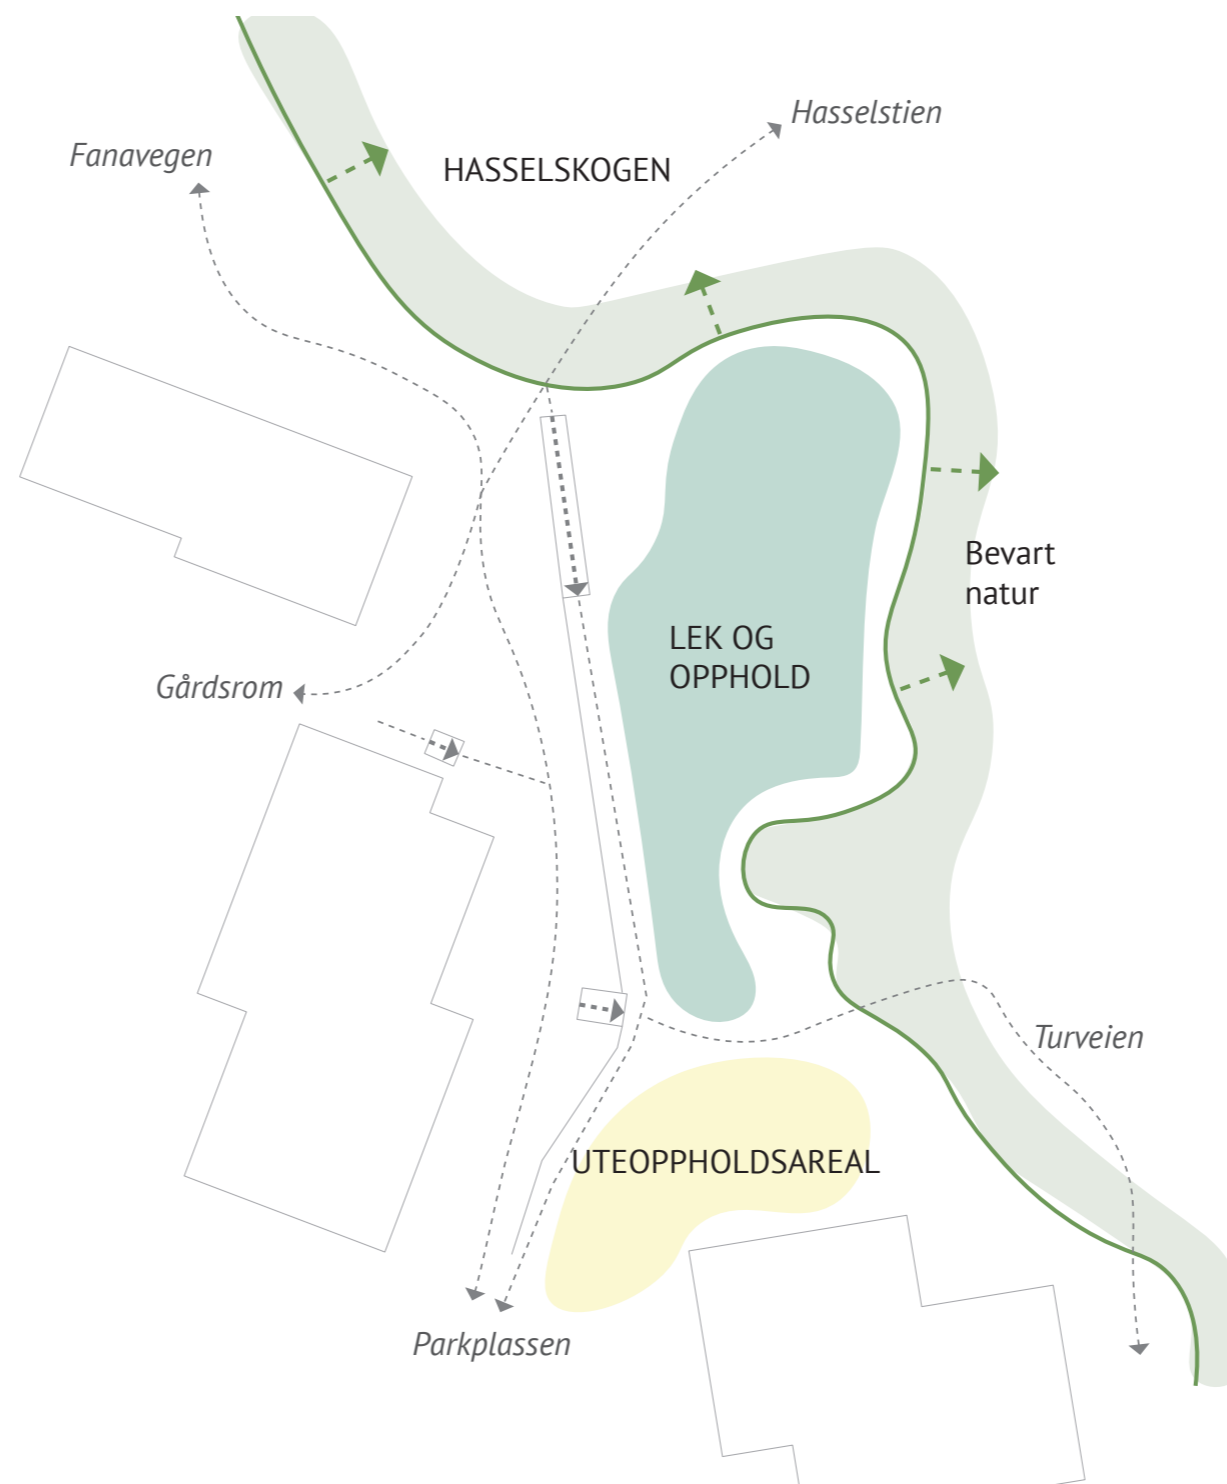 Hasselstien
Fanavegen
HASSELSKOGEN
Bevart
natur
LEK OG
OPPHOLD
Gårdsrom
Turveien
UTEOPPHOLDSAREAL
Parkplassen